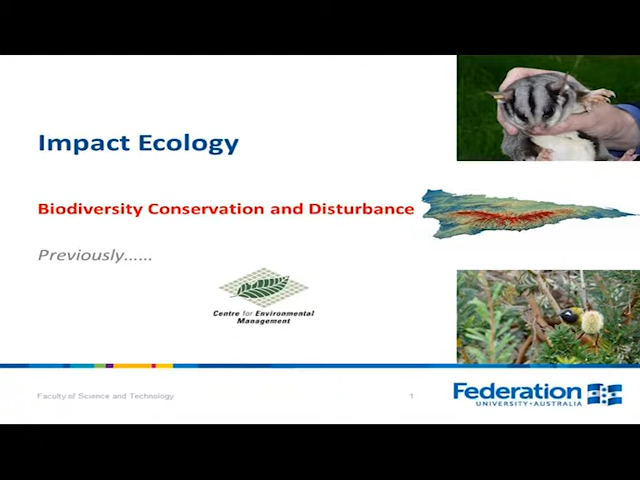 Impact Ecology
Biodiversity Conservation and Disturbance
Previously......
Centre for Environmental
Management
Faculty of Science and Technology
1
Federation
UNIVERSITY • AUSTRALIA